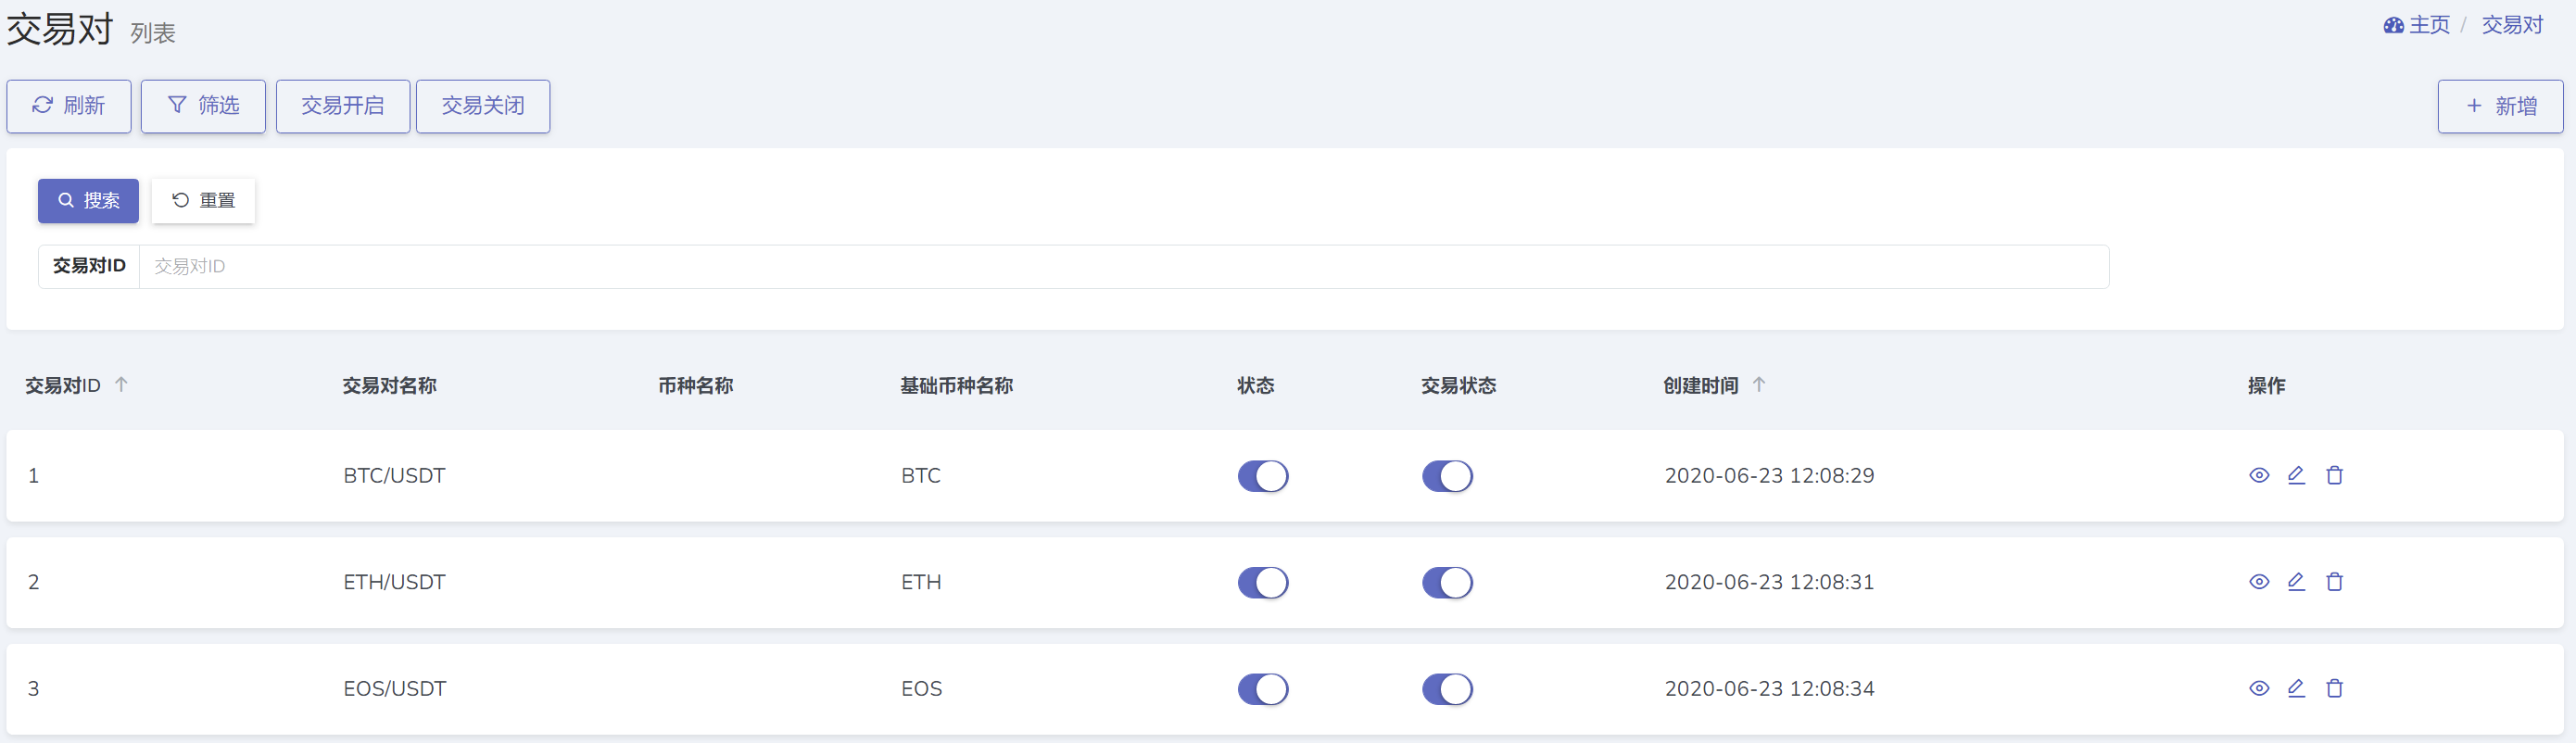 交易对 列表
主页 / 交易对
刷新 筛选 交易开启 交易关闭
+ 新增
搜索 重置
交易对ID 交易对ID
交易对ID ↑ 交易对名称 币种名称 基础币种名称 状态 交易状态 创建时间 ↑ 操作
1 BTC/USDT BTC 2020-06-23 12:08:29
2 ETH/USDT ETH 2020-06-23 12:08:31
3 EOS/USDT EOS 2020-06-23 12:08:34